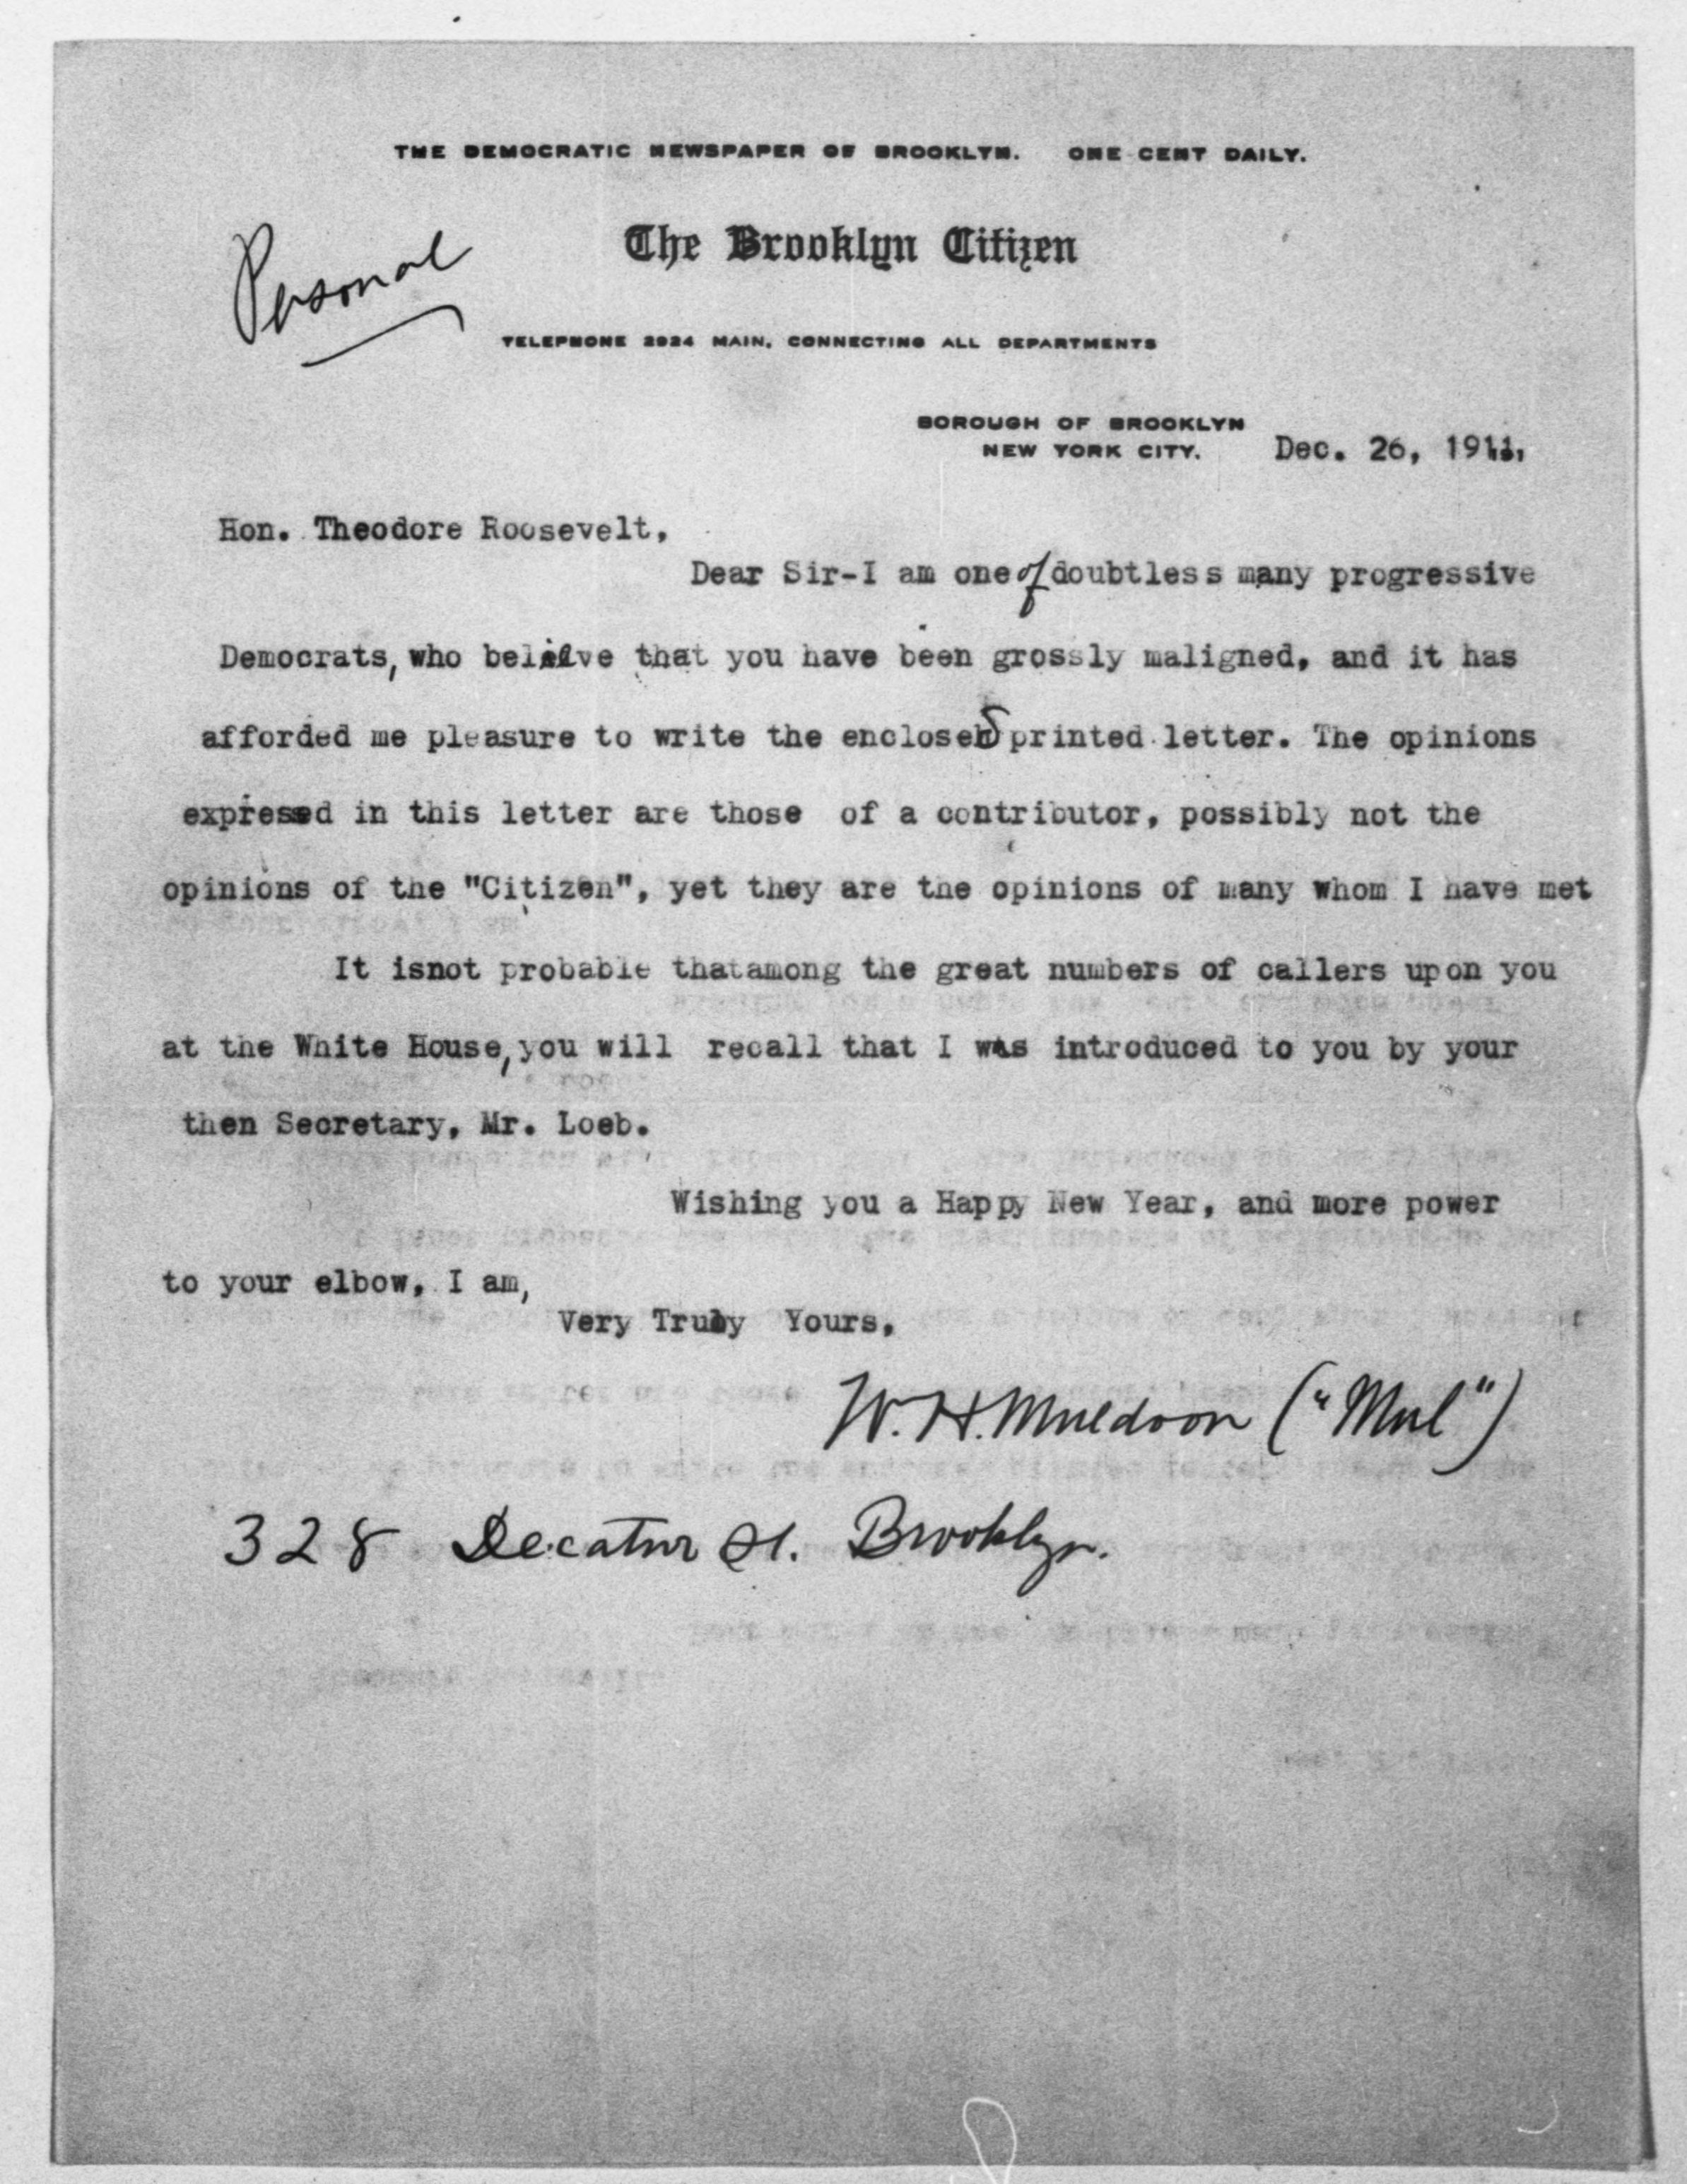 THE DEMOCRATIC NEWSPAPER OF BROOKLYN. ONE CENT DAILY.
Personal
The Brooklyn Citizen
TELEPHONE 2924 MAIN, CONNECTING ALL DEPARTMENTS
BOROUGH OF BROOKLYN
NEW YORK CITY. Dec. 26, 1911,
Hon. Theodore Roosevelt,
Dear Sir-I am one of doubtless many progressive
Democrats, who believe that you have been grossly maligned, and it has
afforded me pleasure to write the enclosed printed letter. The opinions
expressed in this letter are those of a contributor, possibly not the
opinions of the "Citizen", yet they are the opinions of many whom I have met
It isnot probable thatamong the great numbers of callers upon you
at the White House, you will recall that I was introduced to you by your
then Secretary, Mr. Loeb.
Wishing you a Happy New Year, and more power
to your elbow, I am,
Very Truly Yours,
W. H. Muldoon ("Mul")
328 Decatur St. Brooklyn.